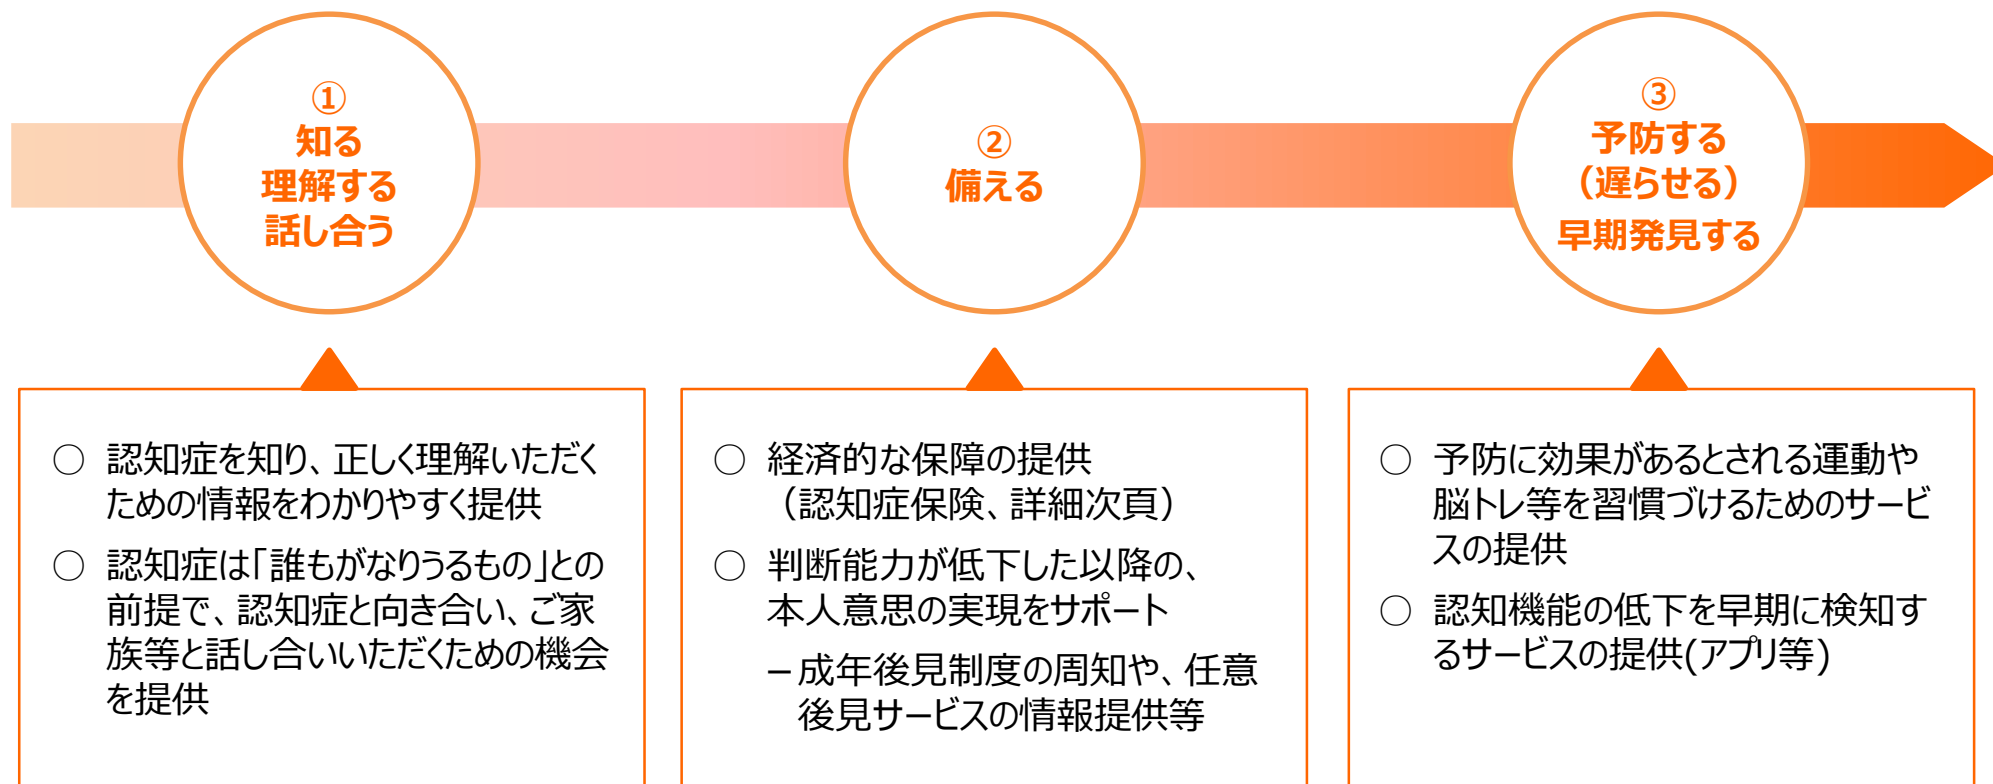 ①
知る
理解する
話し合う
②
備える
③
予防する
（遅らせる）
早期発見する
○ 認知症を知り、正しく理解いただく
ための情報をわかりやすく提供
○ 認知症は「誰もがなりうるもの」との
前提で、認知症と向き合い、ご家
族等と話し合いいただくための機会
を提供
○ 経済的な保障の提供
（認知症保険、詳細次頁）
○ 判断能力が低下した以降の、
本人意思の実現をサポート
－成年後見制度の周知や、任意
後見サービスの情報提供等
○ 予防に効果があるとされる運動や
脳トレ等を習慣づけるためのサービ
スの提供
○ 認知機能の低下を早期に検知す
るサービスの提供(アプリ等)